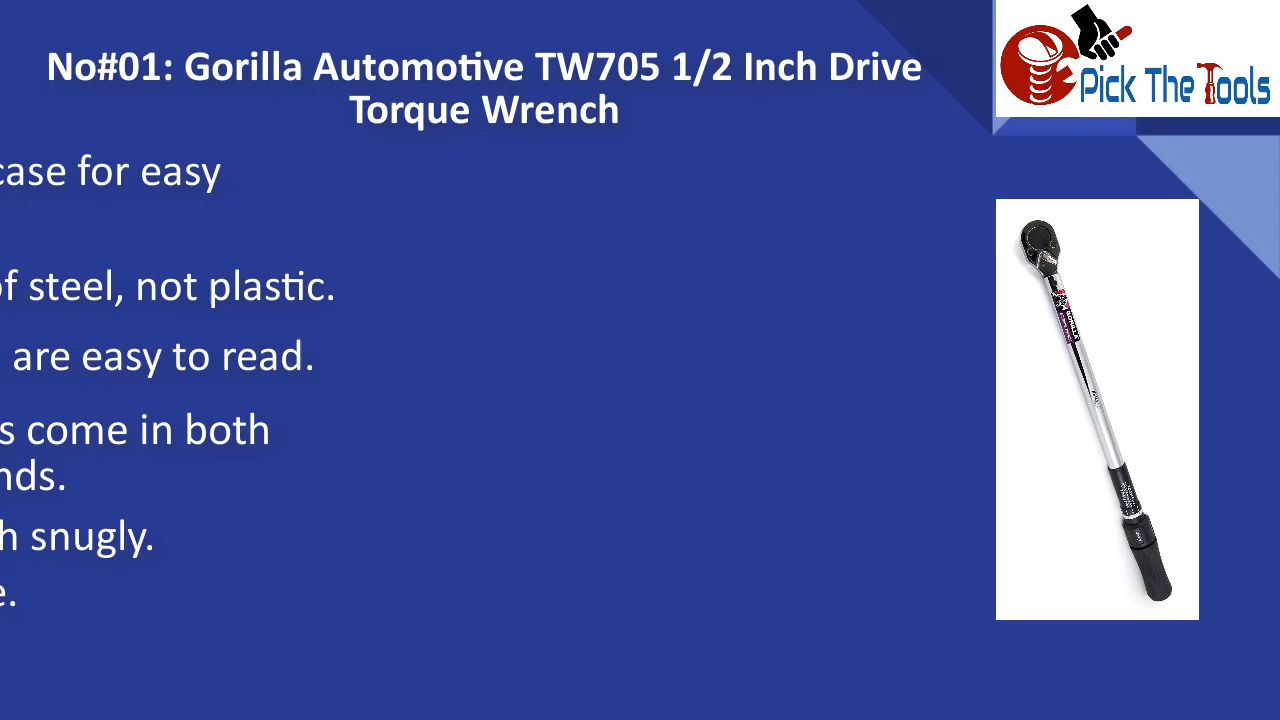 No#01: Gorilla Automotive TW705 1/2 Inch Drive
Torque Wrench
Pick The Tools
case for easy
of steel, not plastic.
are easy to read.
s come in both
nds.
h snugly.
e.
GORILLA